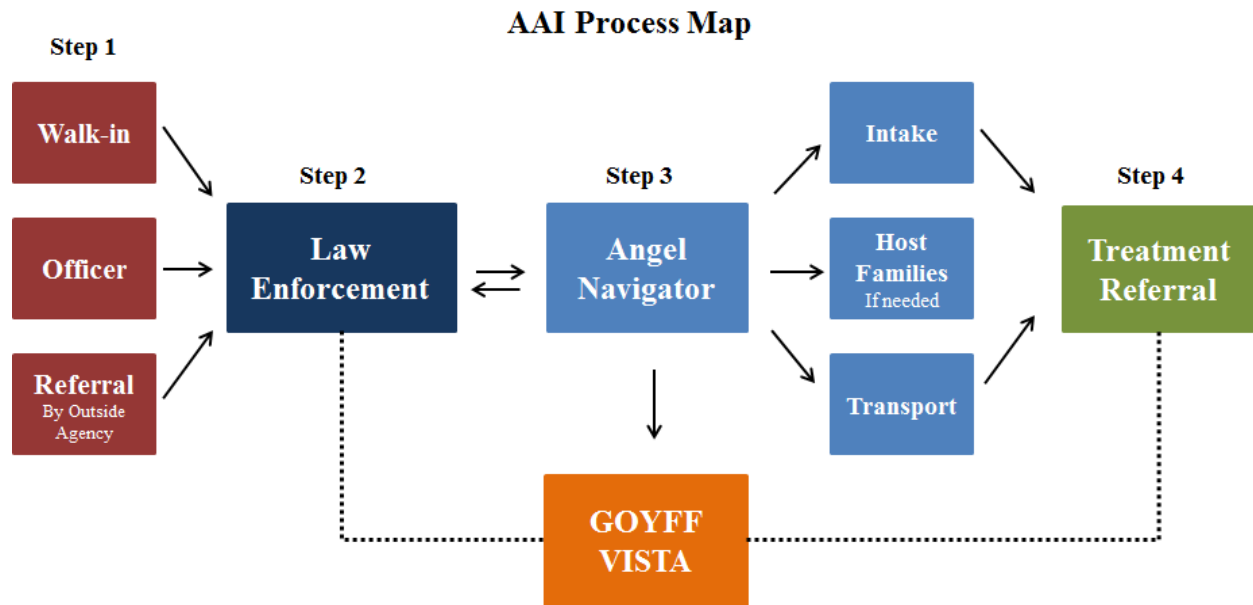 AAI Process Map
Step 1
Walk-in
Officer
Referral
By Outside
Agency
Step 2
Law
Enforcement
Step 3
Angel
Navigator
Intake
Host
Families
If needed
Transport
Step 4
Treatment
Referral
GOYFF
VISTA